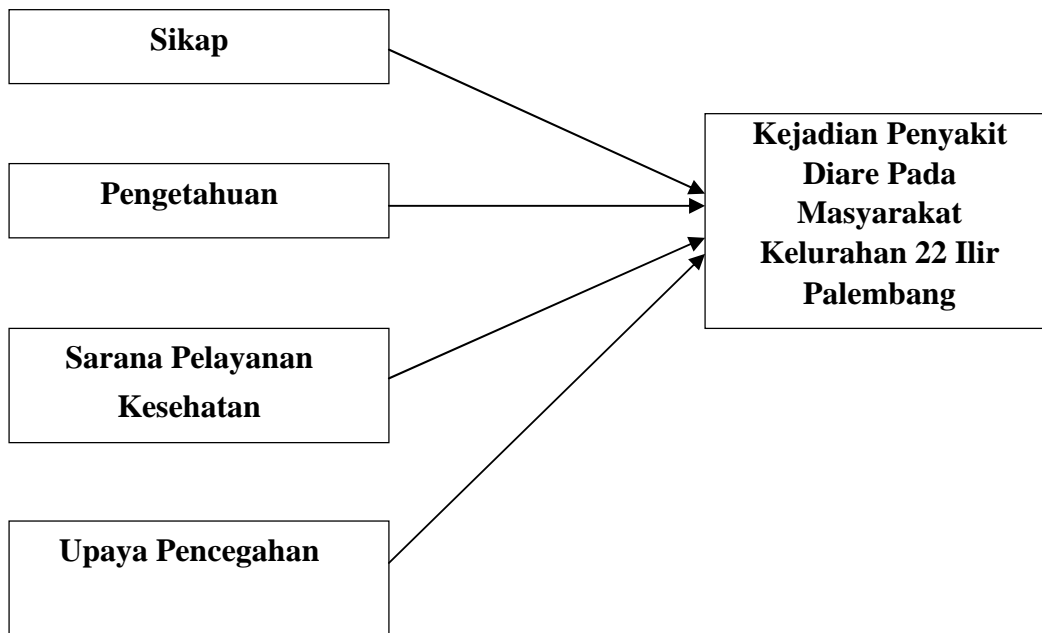 Sikap
Pengetahuan
Sarana Pelayanan
Kesehatan
Upaya Pencegahan
Kejadian Penyakit
Diare Pada
Masyarakat
Kelurahan 22 Ilir
Palembang